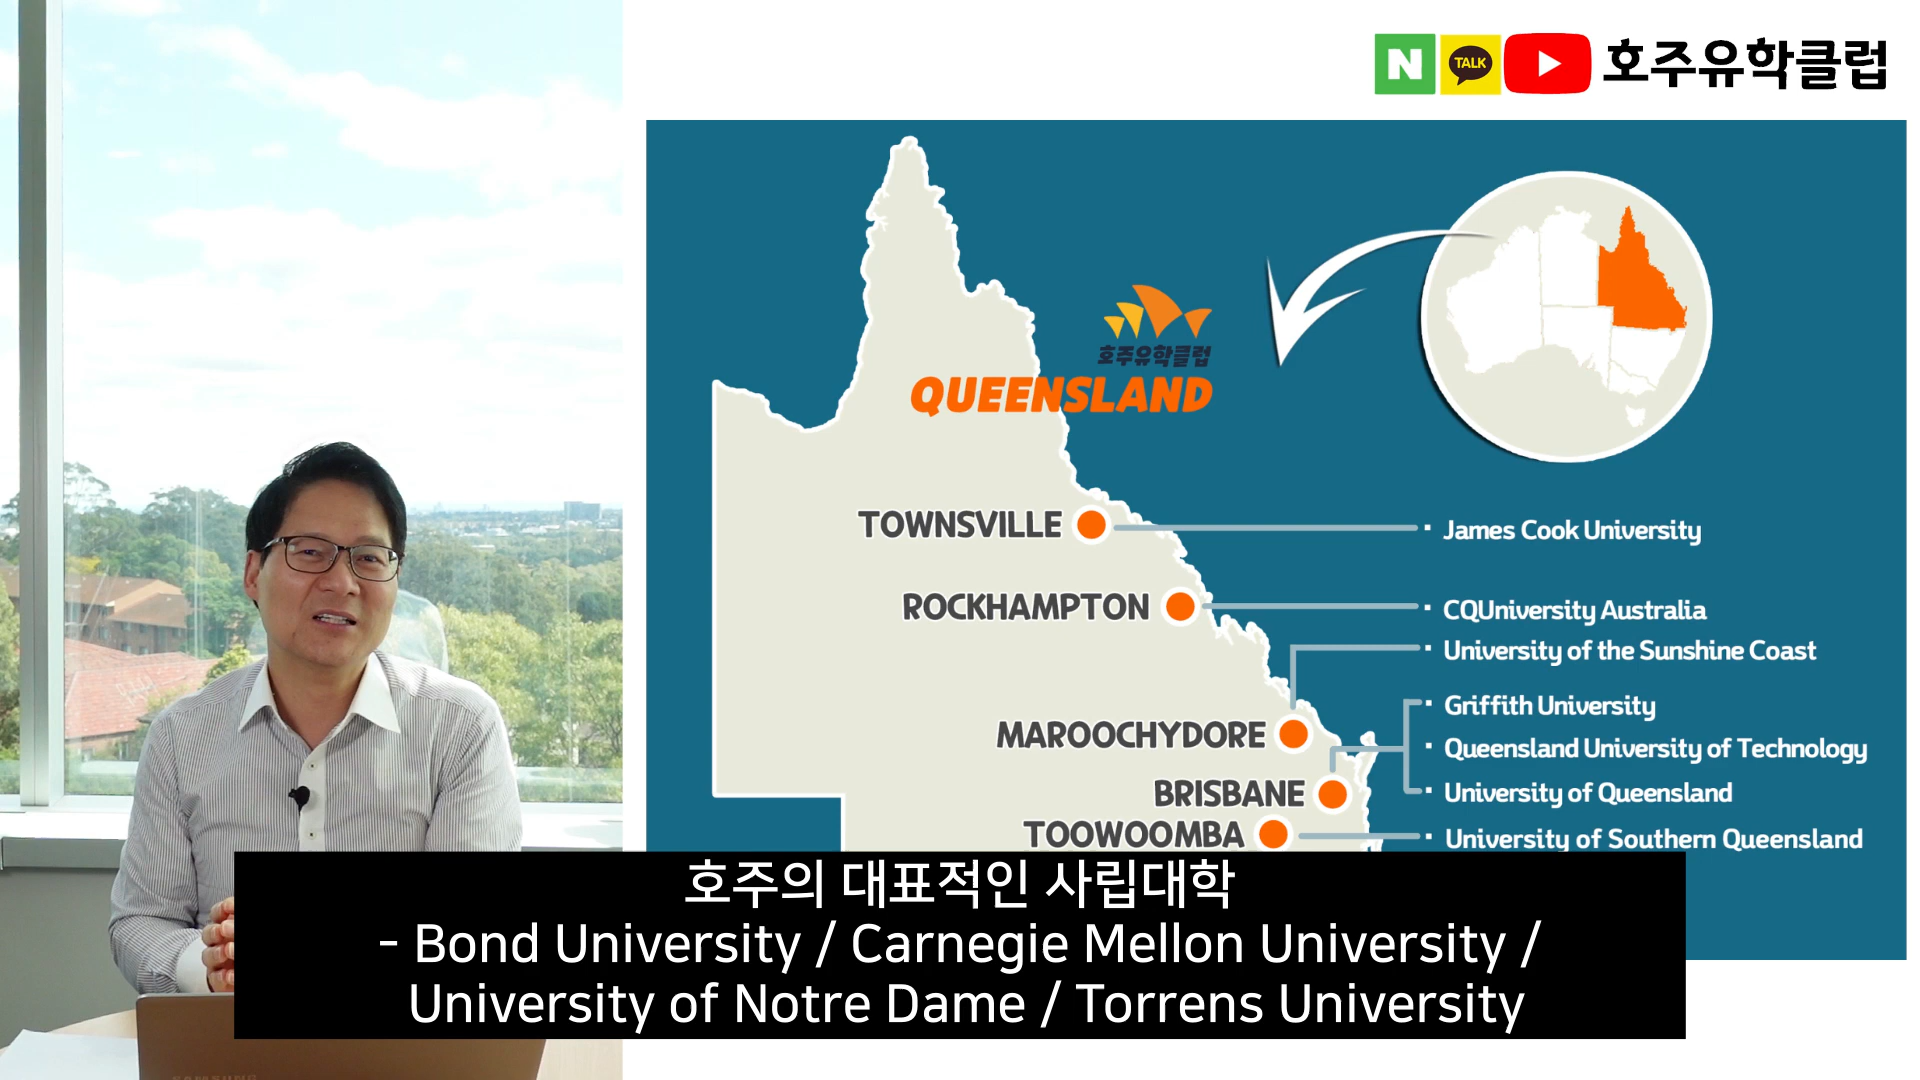 N TALK 호주유학클럽
호주유학클럽
QUEENSLAND
TOWNSVILLE
· James Cook University
ROCKHAMPTON
· CQUniversity Australia
· University of the Sunshine Coast
MAROOCHYDORE
· Griffith University
· Queensland University of Technology
BRISBANE
· University of Queensland
TOOWOOMBA
· University of Southern Queensland
호주의 대표적인 사립대학
- Bond University / Carnegie Mellon University /
University of Notre Dame / Torrens University
SAMSUNG